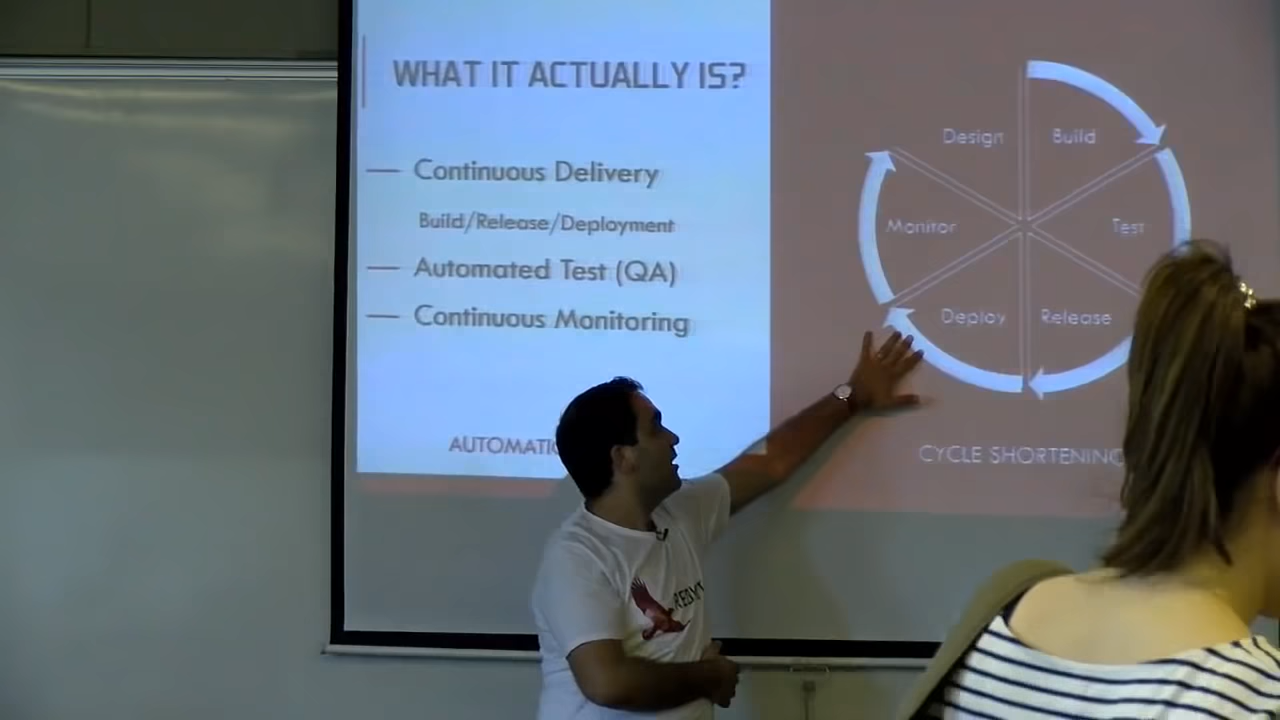 WHAT IT ACTUALLY IS?
Continuous Delivery
Build/Release/Deployment
Automated Test (QA)
Continuous Monitoring
Design
Build
Monitor
Test
Deploy
Release
CYCLE SHORTENING